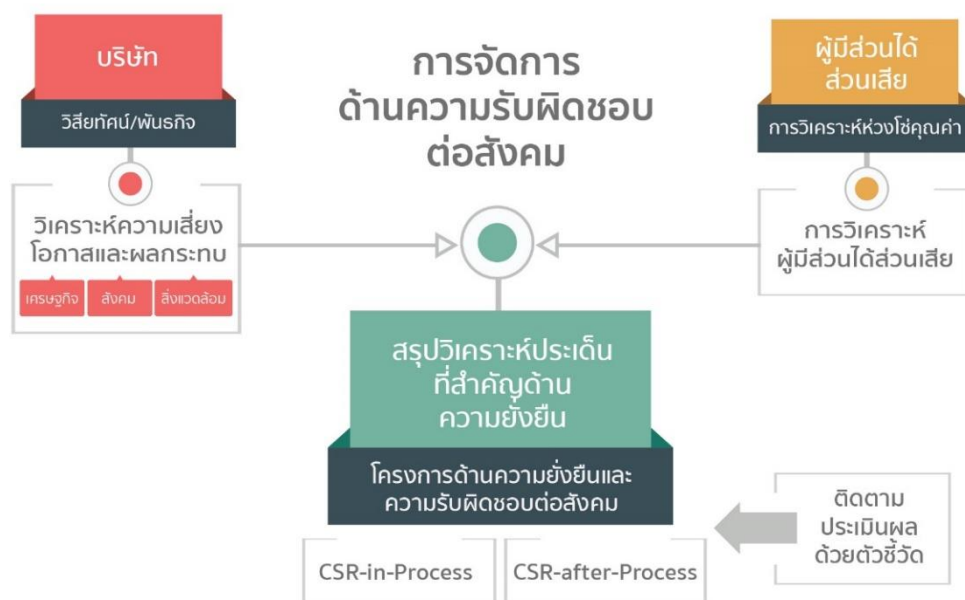 การจัดการ
ด้านความรับผิดชอบ
ต่อสังคม
บริษัท
วิสัยทัศน์/พันธกิจ
วิเคราะห์ความเสี่ยง
โอกาสและผลกระทบ
เศรษฐกิจ
สังคม
สิ่งแวดล้อม
ผู้มีส่วนได้
ส่วนเสีย
การวิเคราะห์ห่วงโซ่คุณค่า
การวิเคราะห์
ผู้มีส่วนได้ส่วนเสีย
สรุปวิเคราะห์ประเด็น
ที่สำคัญด้าน
ความยั่งยืน
โครงการด้านความยั่งยืนและ
ความรับผิดชอบต่อสังคม
CSR-in-Process
CSR-after-Process
ติดตาม
ประเมินผล
ด้วยตัวชี้วัด